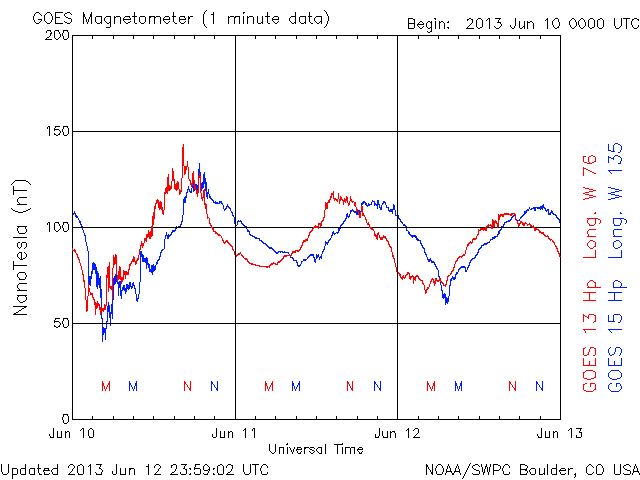 GOES Magnetometer (1 minute data)
Begin: 2013 Jun 10 0000 UTC
200
150
100
50
0
NanoTesla (nT)
M M N N M M N N M M N N
Jun 10 Jun 11 Jun 12 Jun 13
Universal Time
GOES 13 Hp Long. W 76
GOES 15 Hp Long. W 135
Updated 2013 Jun 12 23:59:02 UTC
NOAA/SWPC Boulder, CO USA